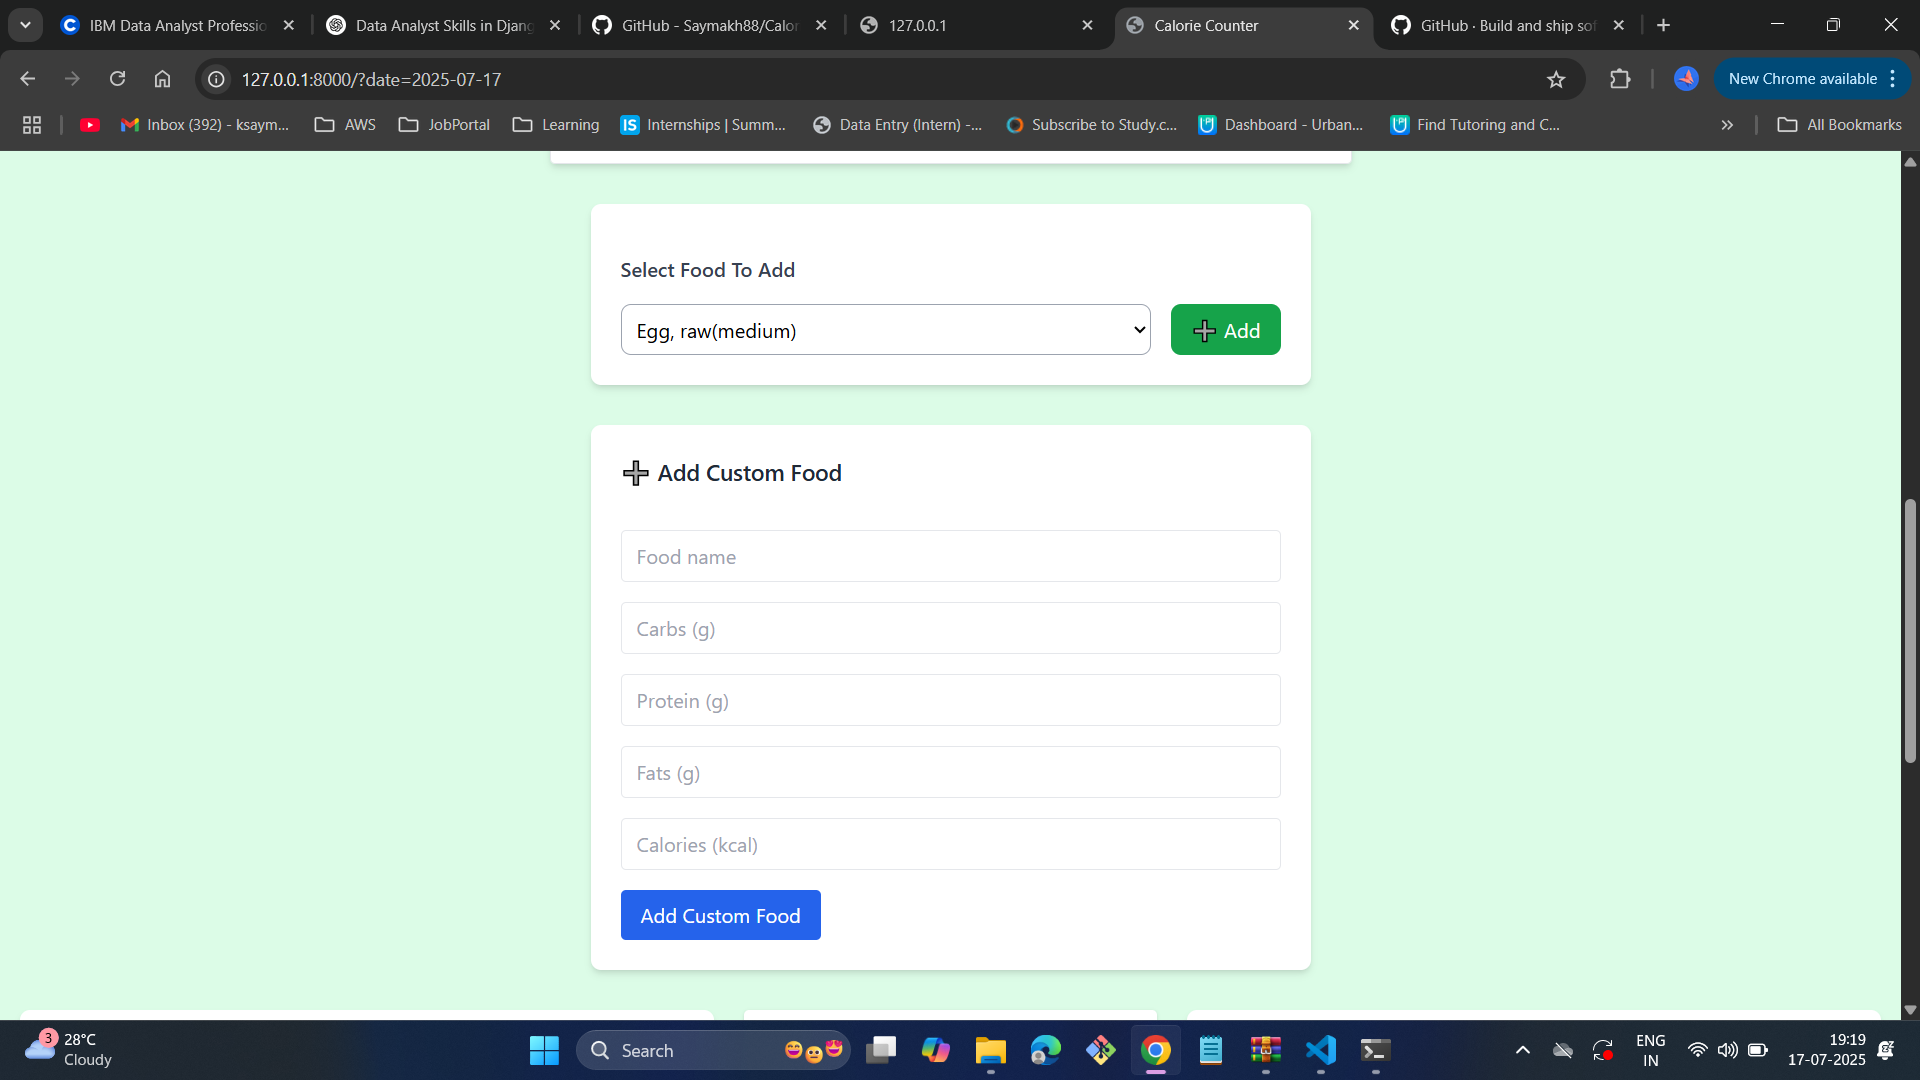 IBM Data Analyst Professio
Data Analyst Skills in Djang
GitHub - Saymakh88/Calor
127.0.0.1
Calorie Counter
GitHub · Build and ship sof
127.0.0.1:8000/?date=2025-07-17
New Chrome available
Inbox (392) - ksaym...
AWS
JobPortal
Learning
IS
Internships | Summ...
Data Entry (Intern) -...
Subscribe to Study.c...
Dashboard - Urban...
Find Tutoring and C...
All Bookmarks
Select Food To Add
Egg, raw(medium)
Add
Add Custom Food
Food name
Carbs (g)
Protein (g)
Fats (g)
Calories (kcal)
Add Custom Food
3
28°C
Cloudy
Search
ENG
IN
19:19
17-07-2025